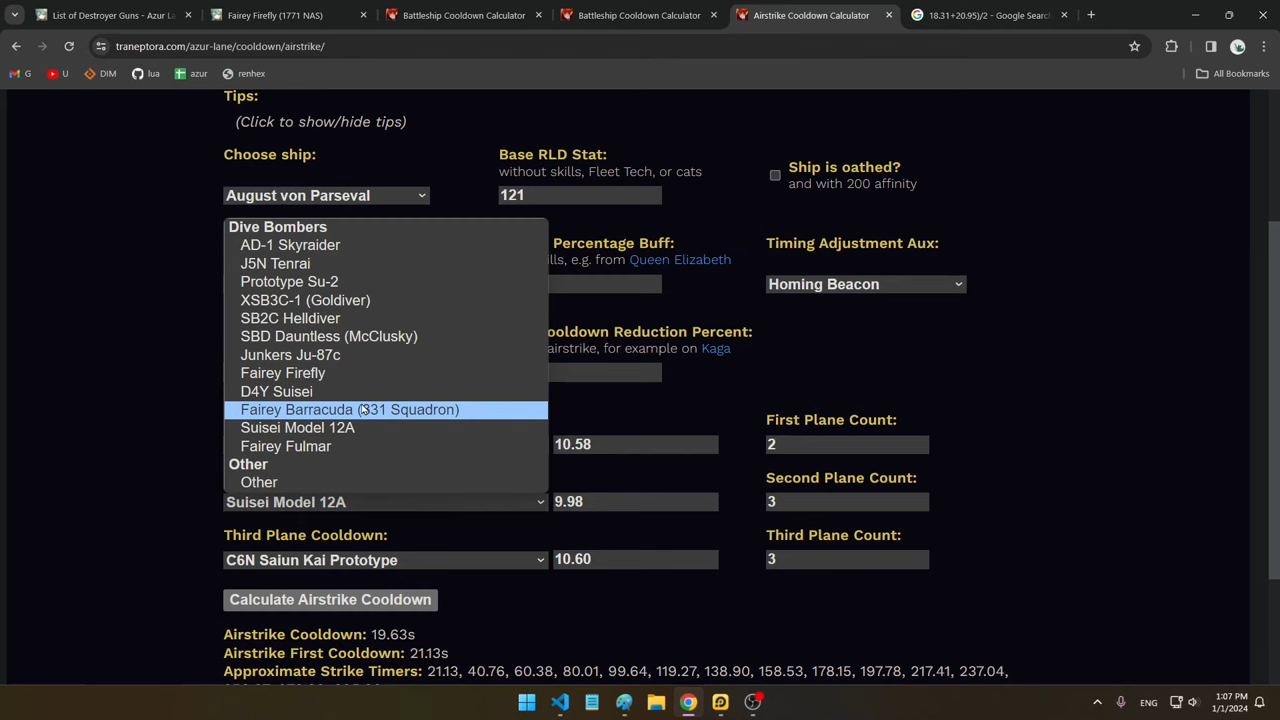 List of Destroyer Guns - Azur La
Fairey Firefly (1771 NAS)
Battleship Cooldown Calculator
Battleship Cooldown Calculator
Airstrike Cooldown Calculator
18.31+20.95)/2 - Google Search
traneptora.com/azur-lane/cooldown/airstrike/
G
U
DIM
lua
azur
renhex
All Bookmarks
Tips:
(Click to show/hide tips)
Choose ship:
Base RLD Stat:
without skills, Fleet Tech, or cats
Ship is oathed?
and with 200 affinity
August von Parseval
121
Dive Bombers
AD-1 Skyraider
J5N Tenrai
Prototype Su-2
XSB3C-1 (Goldiver)
SB2C Helldiver
SBD Dauntless (McClusky)
Junkers Ju-87c
Fairey Firefly
D4Y Suisei
Fairey Barracuda (831 Squadron)
Suisei Model 12A
Fairey Fulmar
Other
Other
Percentage Buff:
ills, e.g. from Queen Elizabeth
Timing Adjustment Aux:
Homing Beacon
ooldown Reduction Percent:
airstrike, for example on Kaga
10.58
First Plane Count:
2
Second Plane Count:
Suisei Model 12A
9.98
3
Third Plane Cooldown:
Third Plane Count:
C6N Saiun Kai Prototype
10.60
3
Calculate Airstrike Cooldown
Airstrike Cooldown: 19.63s
Airstrike First Cooldown: 21.13s
Approximate Strike Timers: 21.13, 40.76, 60.38, 80.01, 99.64, 119.27, 138.90, 158.53, 178.15, 197.78, 217.41, 237.04,
ENG
1:07 PM
1/1/2024